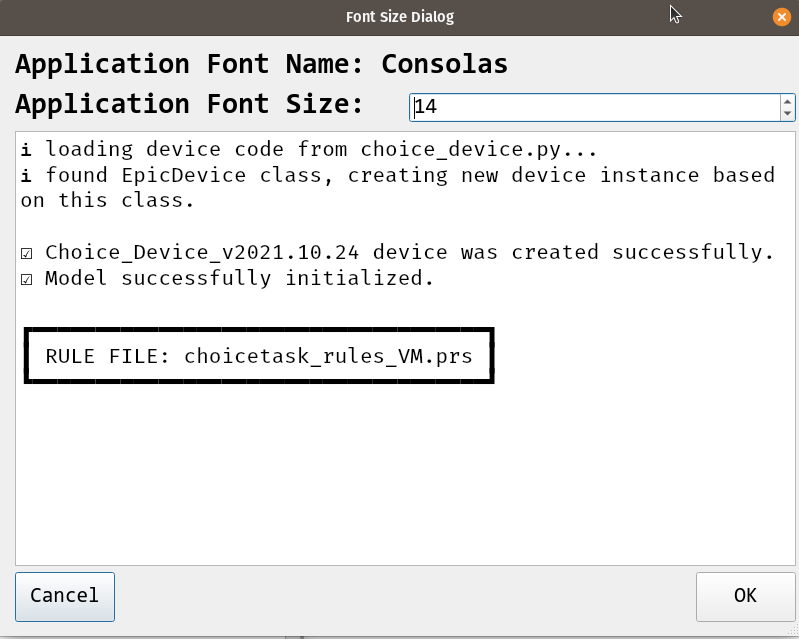 Font Size Dialog
Application Font Name: Consolas
Application Font Size:
14
i loading device code from choice_device.py...
i found EpicDevice class, creating new device instance based
on this class.
☑ Choice_Device_v2021.10.24 device was created successfully.
☑ Model successfully initialized.
RULE FILE: choicetask_rules_VM.prs
Cancel
OK